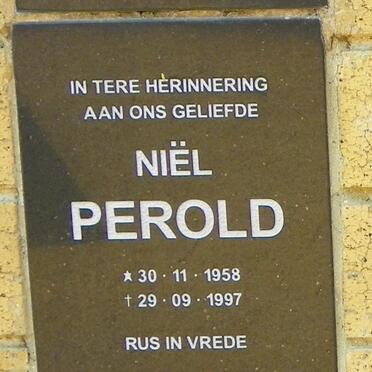 IN TERE HERINNERING
AAN ONS GELIEFDE
NIËL
PEROLD
★ 30 · 11 · 1958
† 29 · 09 · 1997
RUS IN VREDE